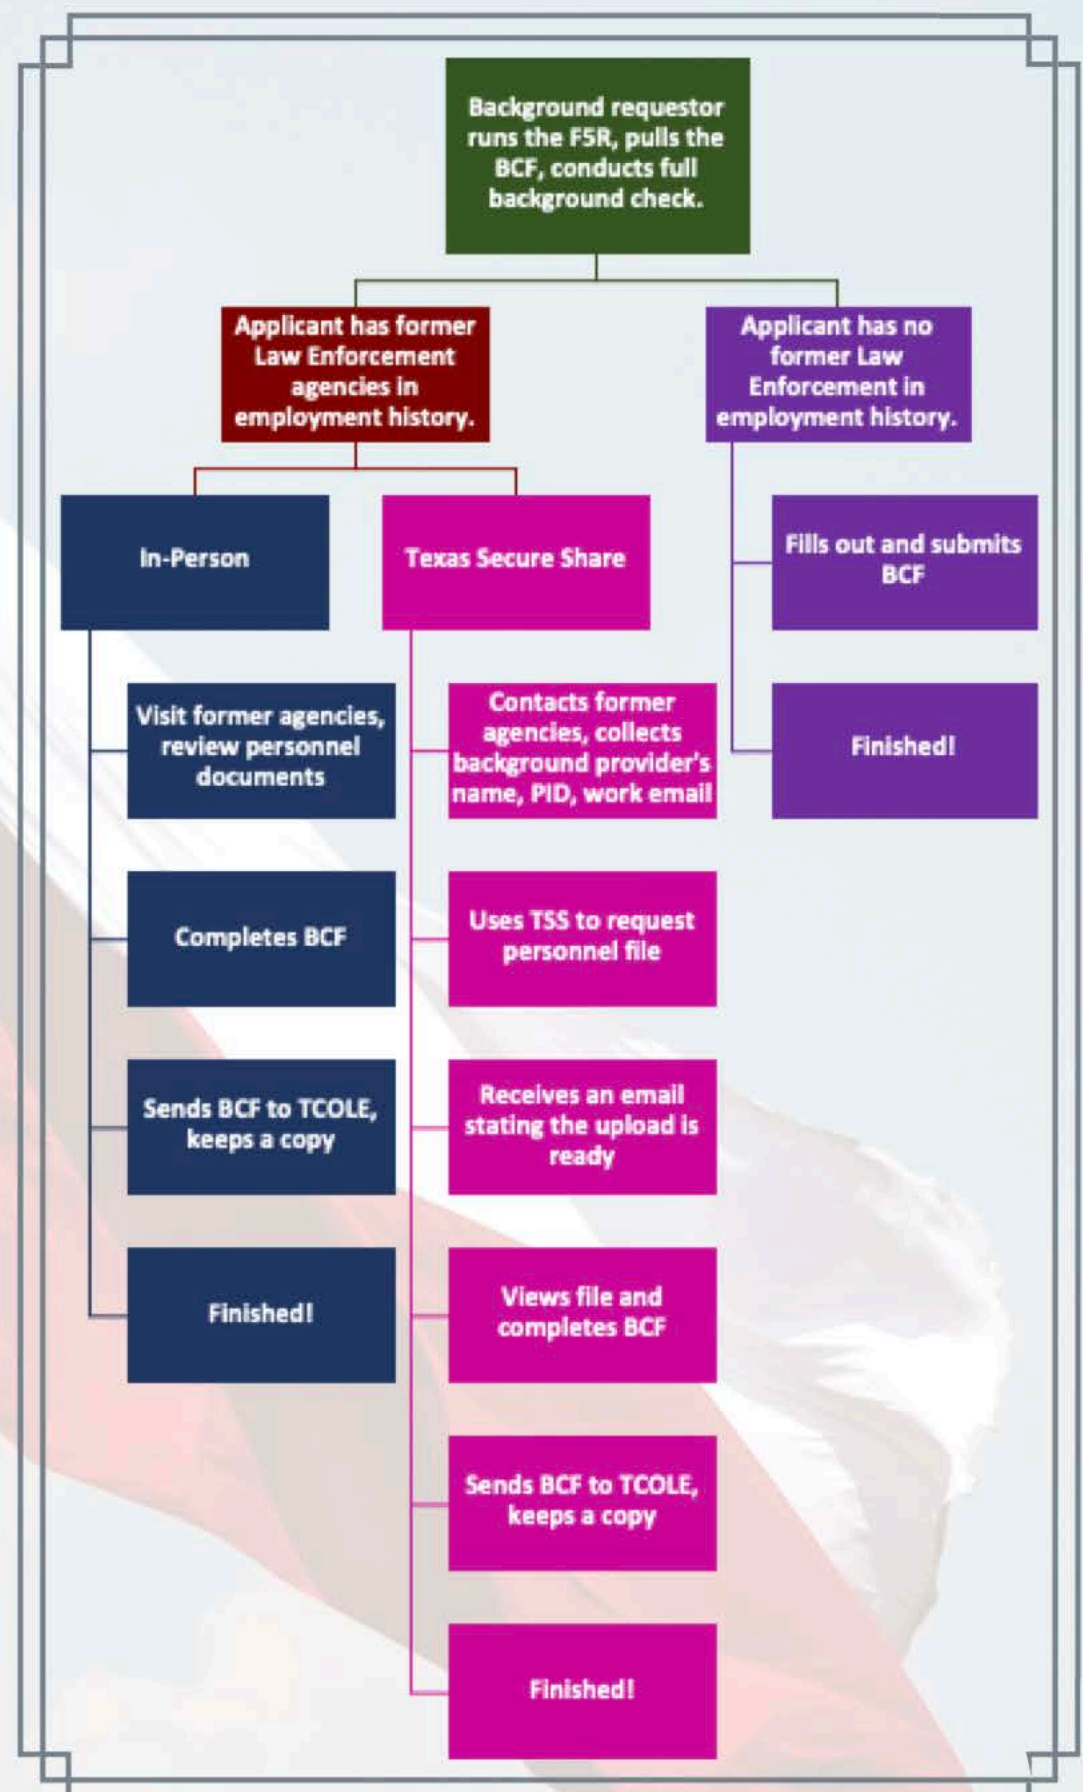 Background requestor
runs the F5R, pulls the
BCF, conducts full
background check.
Applicant has former
Law Enforcement
agencies in
employment history.
Applicant has no
former Law
Enforcement in
employment history.
In-Person
Texas Secure Share
Fills out and submits
BCF
Visit former agencies,
review personnel
documents
Contacts former
agencies, collects
background provider's
name, PID, work email
Finished!
Completes BCF
Uses TSS to request
personnel file
Sends BCF to TCOLE,
keeps a copy
Receives an email
stating the upload is
ready
Finished!
Views file and
completes BCF
Sends BCF to TCOLE,
keeps a copy
Finished!